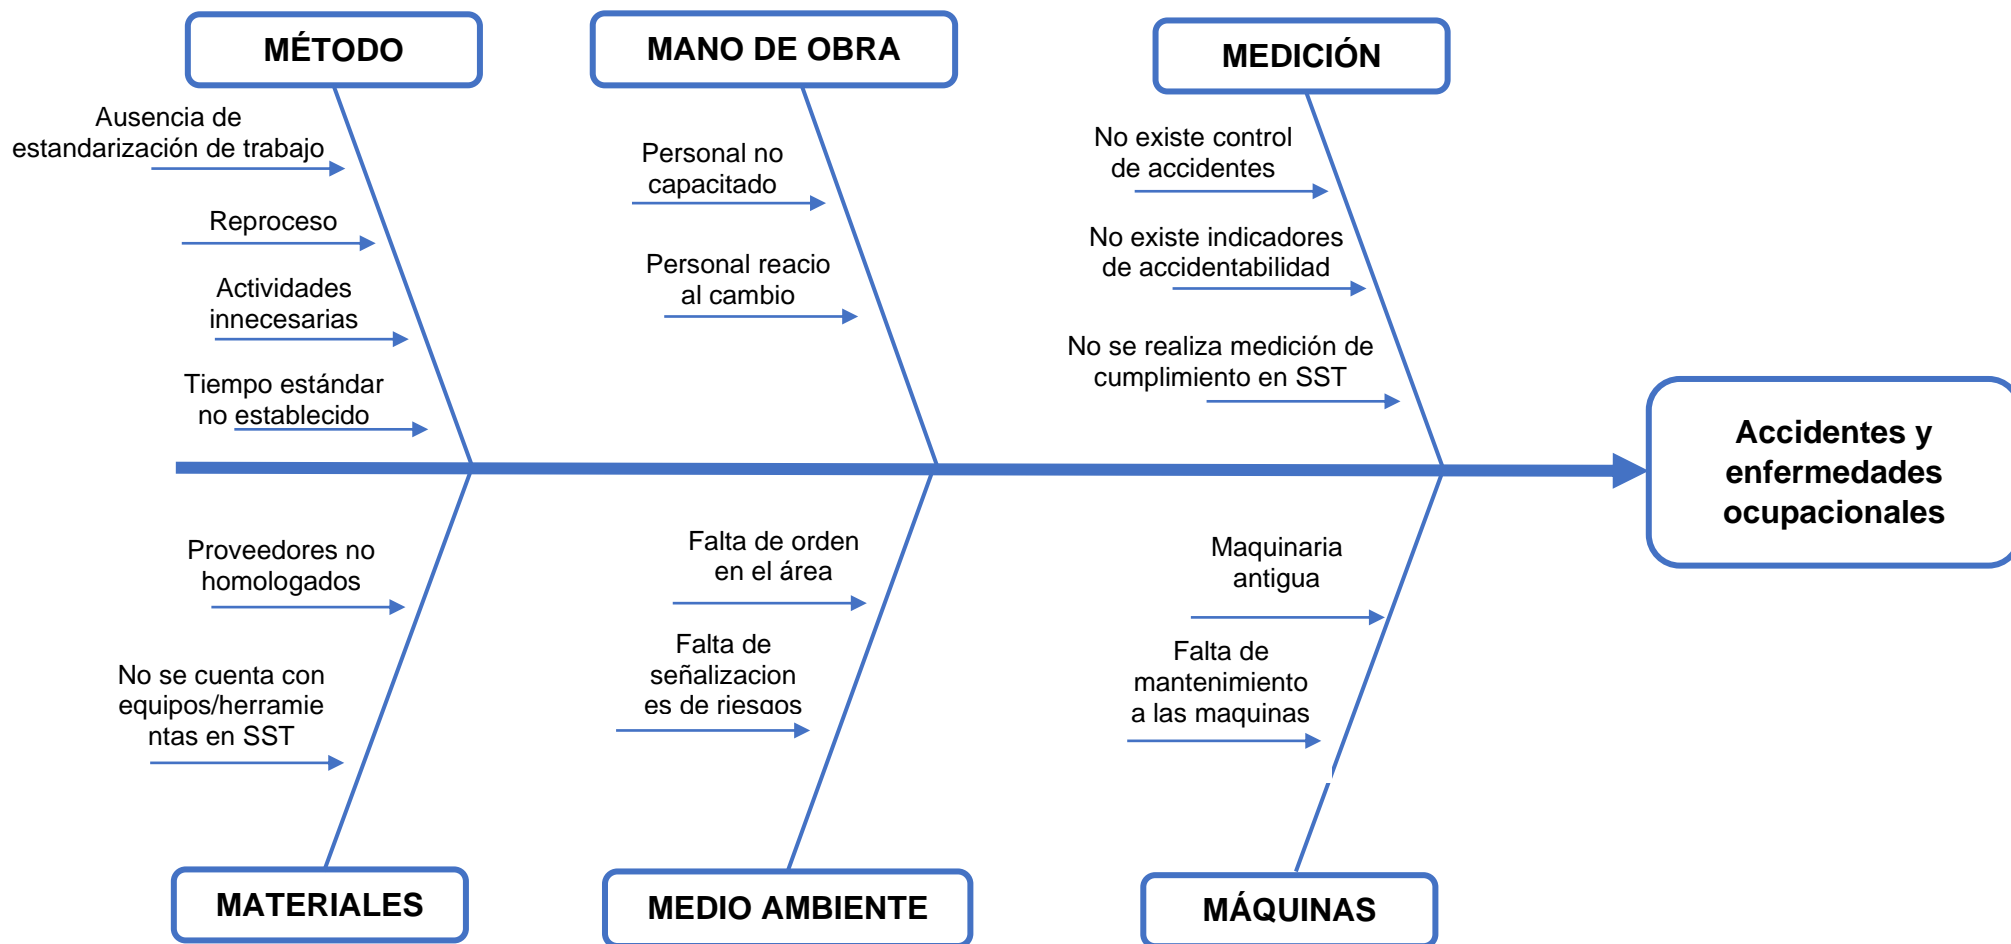 MÉTODO
MANO DE OBRA
MEDICIÓN
Ausencia de
estandarización de trabajo
Reproceso
Actividades
innecesarias
Tiempo estándar
no establecido
Personal no
capacitado
Personal reacio
al cambio
No existe control
de accidentes
No existe indicadores
de accidentabilidad
No se realiza medición de
cumplimiento en SST
Accidentes y
enfermedades
ocupacionales
Proveedores no
homologados
No se cuenta con
equipos/herramie
ntas en SST
Falta de orden
en el área
Falta de
señalizacion
es de riesgos
Maquinaria
antigua
Falta de
mantenimiento
a las maquinas
MATERIALES
MEDIO AMBIENTE
MÁQUINAS